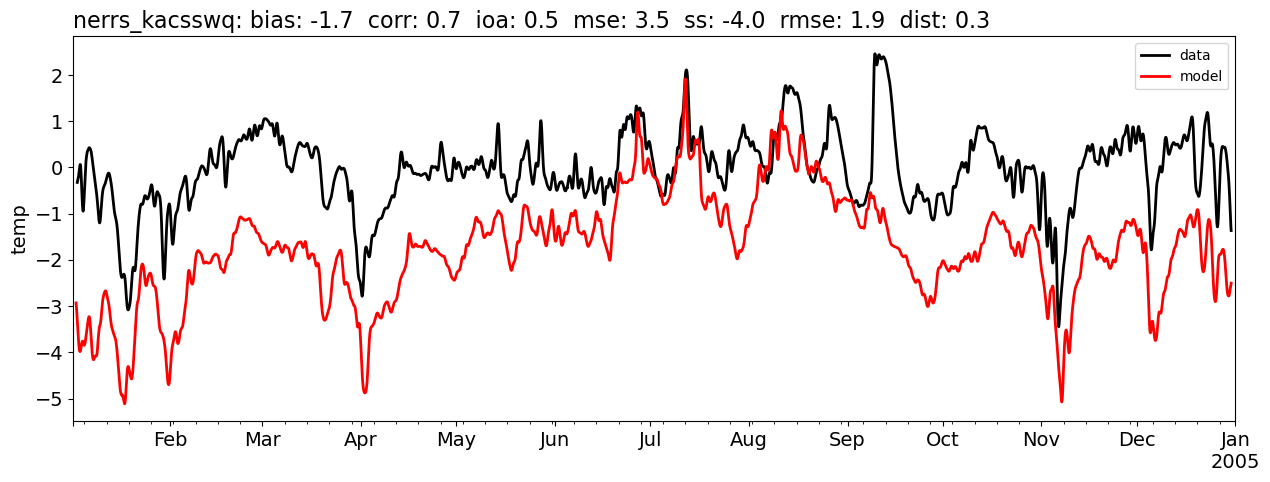 nerrs_kacsswq: bias: -1.7  corr: 0.7  ioa: 0.5  mse: 3.5  ss: -4.0  rmse: 1.9  dist: 0.3
data
model
2
1
0
−1
−2
−3
−4
−5
temp
Feb Mar Apr May Jun Jul Aug Sep Oct Nov Dec Jan
2005